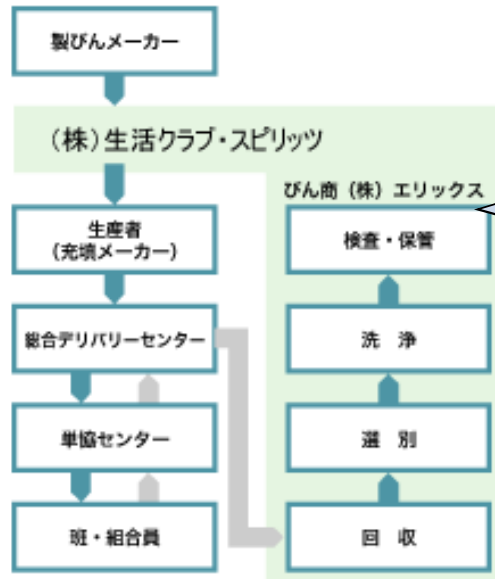 製びんメーカー
(株)生活クラブ・スピリッツ
生産者
(充填メーカー)
総合デリバリーセンター
単協センター
班・組合員
びん商(株)エリックス
検査・保管
洗 浄
選 別
回 収